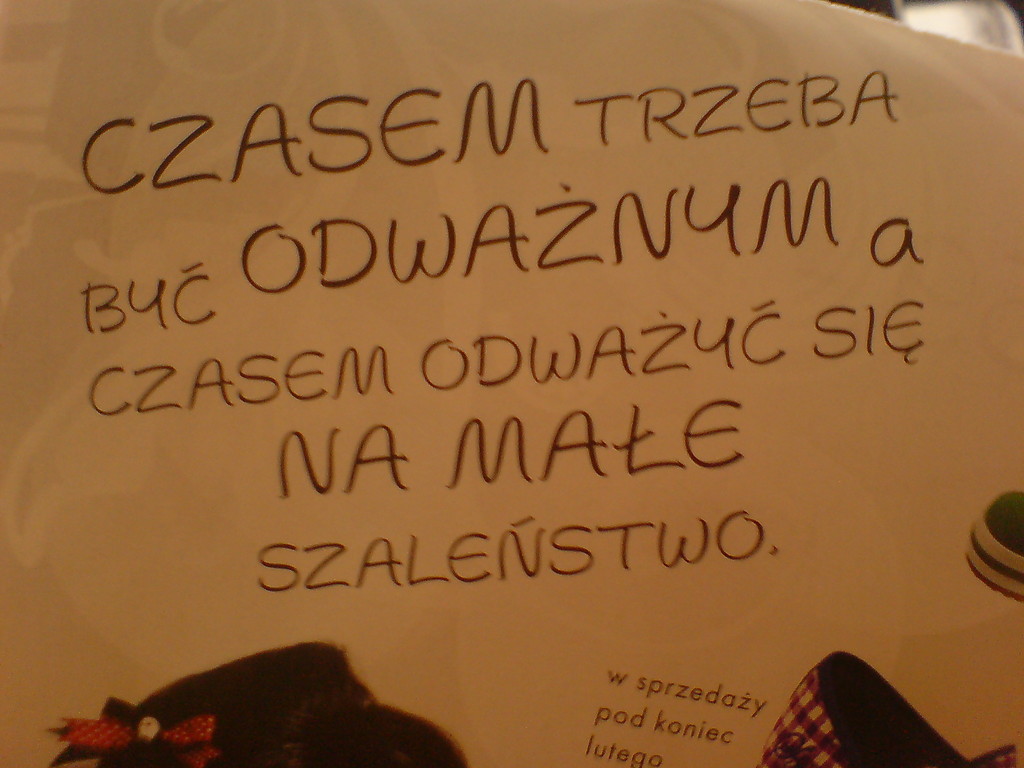 CZASEM TRZEBA
BYĆ ODWAŻNYM a
CZASEM ODWAŻYĆ SIĘ
NA MAŁE
SZALEŃSTWO.
w sprzedaży
pod koniec
lutego